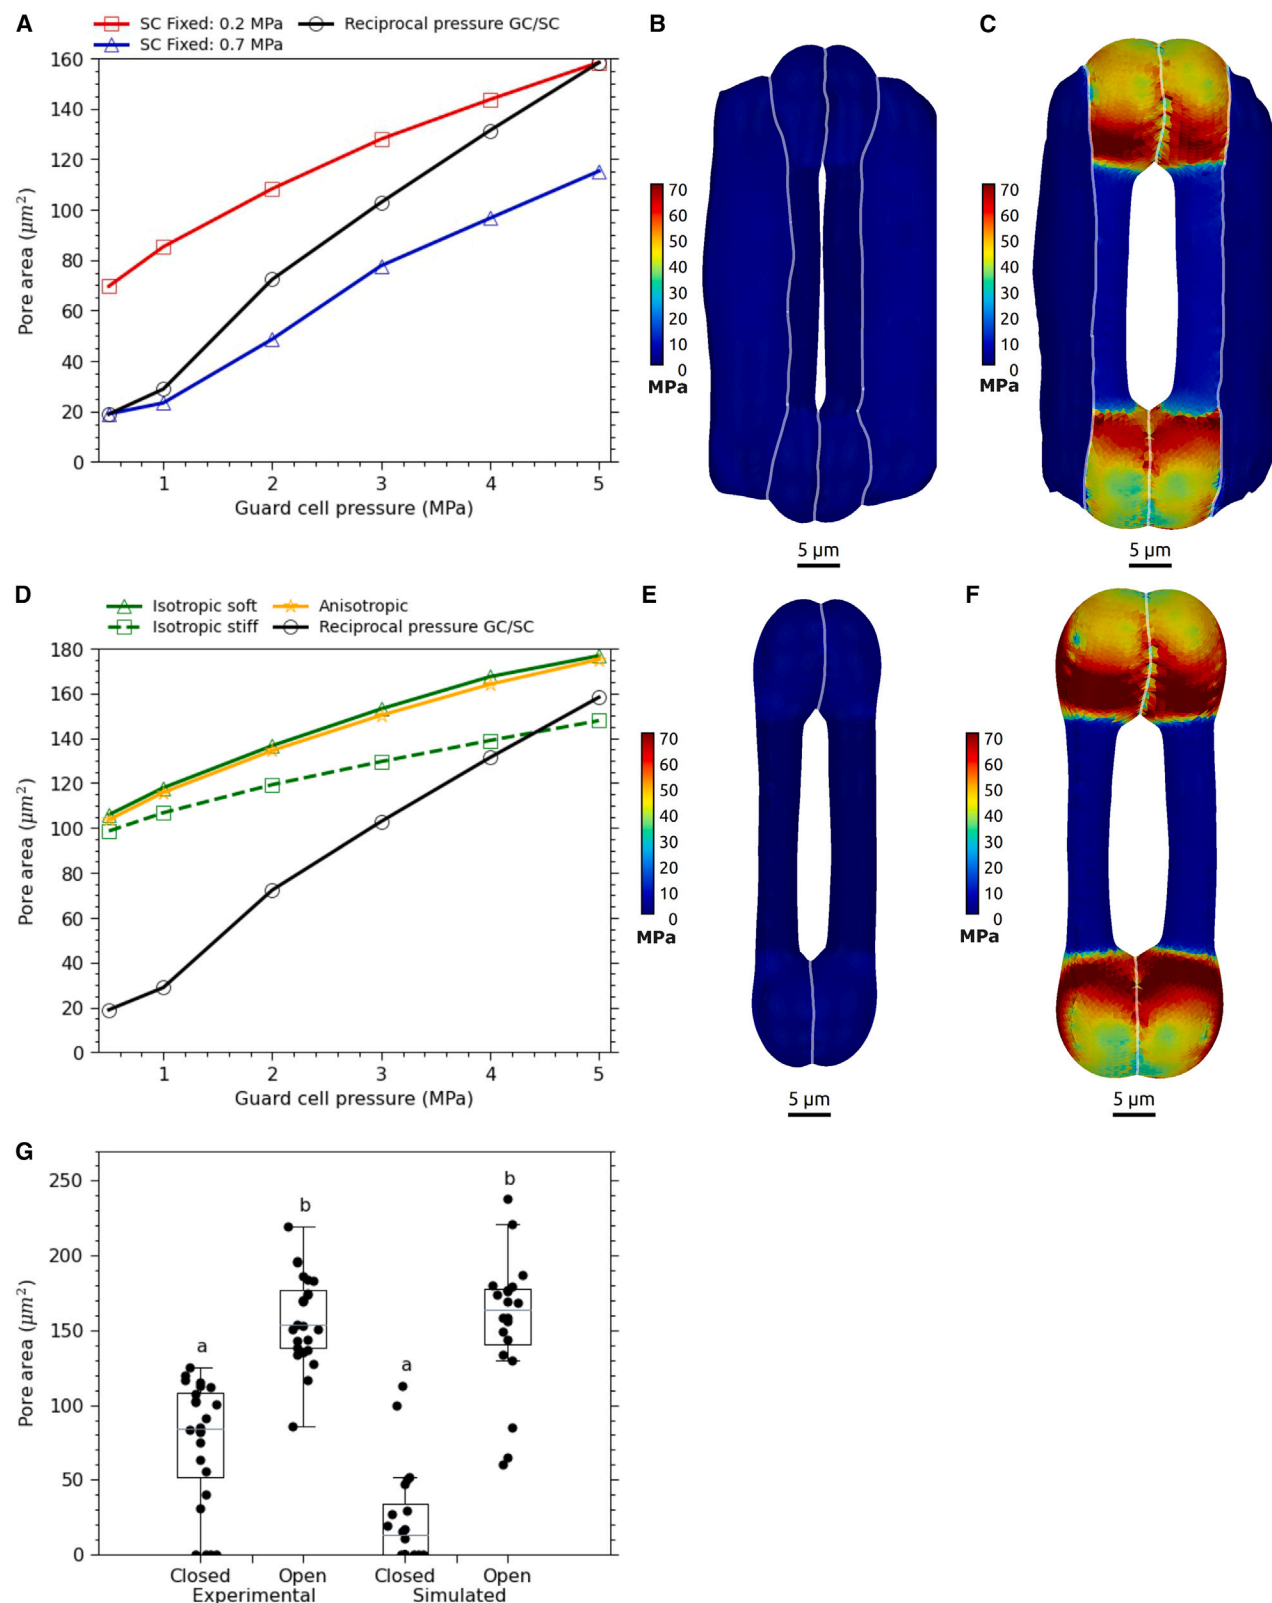 A
SC Fixed: 0.2 MPa
Reciprocal pressure GC/SC
SC Fixed: 0.7 MPa
160
140
120
100
80
60
40
20
0
Pore area (μm²)
1 2 3 4 5
Guard cell pressure (MPa)
B
70
60
50
40
30
20
10
0
MPa
5 μm
C
70
60
50
40
30
20
10
0
MPa
5 μm
D
Isotropic soft
Anisotropic
Isotropic stiff
Reciprocal pressure GC/SC
180
160
140
120
100
80
60
40
20
0
Pore area (μm²)
1 2 3 4 5
Guard cell pressure (MPa)
E
70
60
50
40
30
20
10
0
MPa
5 μm
F
70
60
50
40
30
20
10
0
MPa
5 μm
G
250
200
150
100
50
0
Pore area (μm²)
a
b
a
b
Closed Open Closed Open
Experimental Simulated